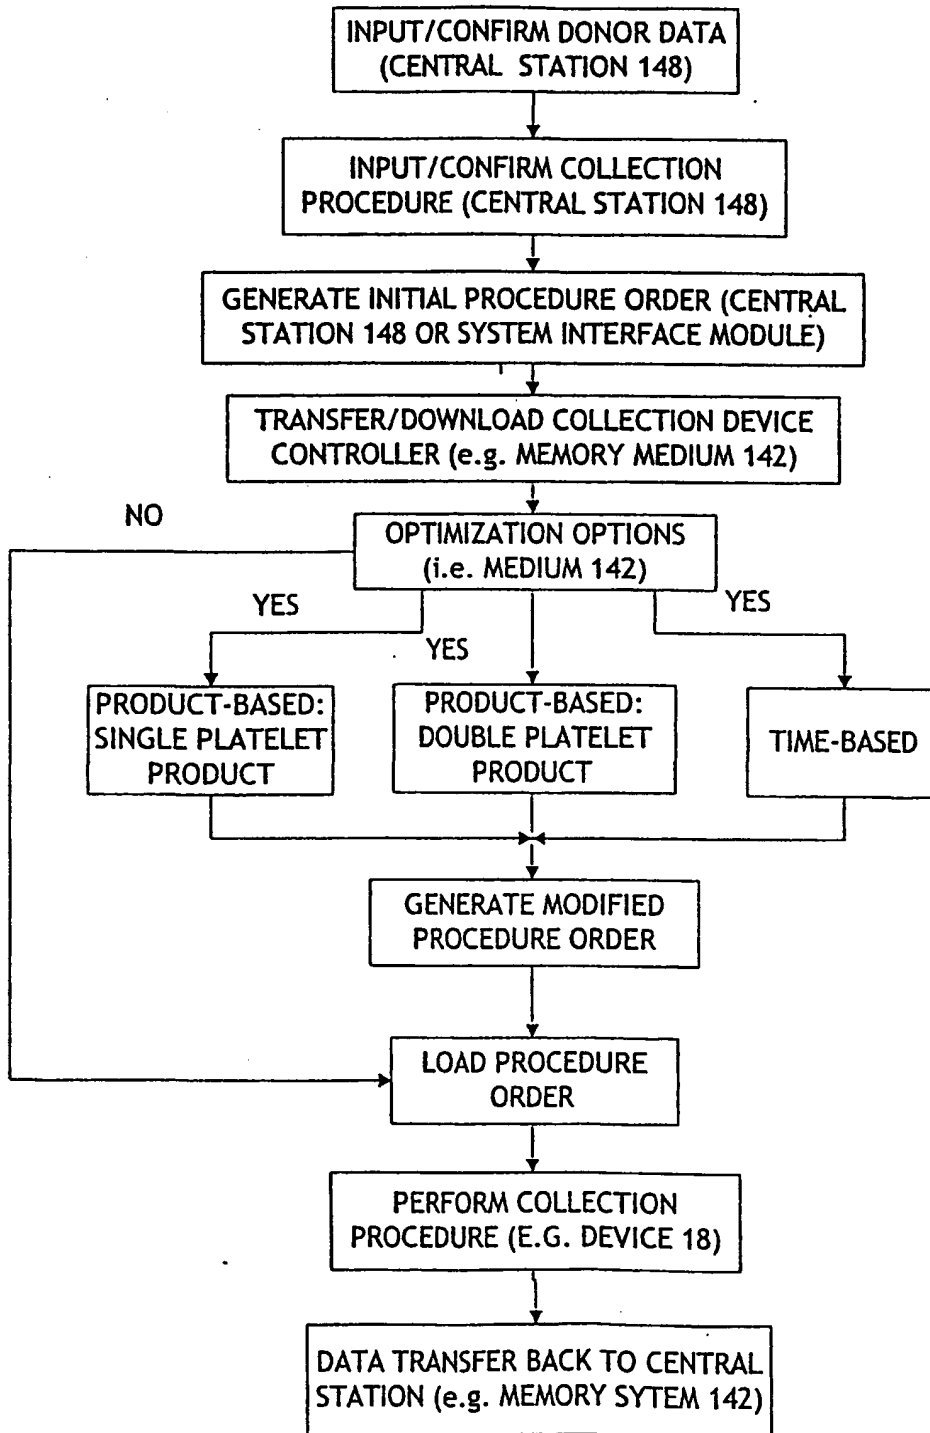 INPUT/CONFIRM DONOR DATA
(CENTRAL STATION 148)
INPUT/CONFIRM COLLECTION
PROCEDURE (CENTRAL STATION 148)
GENERATE INITIAL PROCEDURE ORDER (CENTRAL
STATION 148 OR SYSTEM INTERFACE MODULE)
TRANSFER/DOWNLOAD COLLECTION DEVICE
CONTROLLER (e.g. MEMORY MEDIUM 142)
NO
OPTIMIZATION OPTIONS
(i.e. MEDIUM 142)
YES
YES
YES
PRODUCT-BASED:
SINGLE PLATELET
PRODUCT
PRODUCT-BASED:
DOUBLE PLATELET
PRODUCT
TIME-BASED
GENERATE MODIFIED
PROCEDURE ORDER
LOAD PROCEDURE
ORDER
PERFORM COLLECTION
PROCEDURE (E.G. DEVICE 18)
DATA TRANSFER BACK TO CENTRAL
STATION (e.g. MEMORY SYTEM 142)